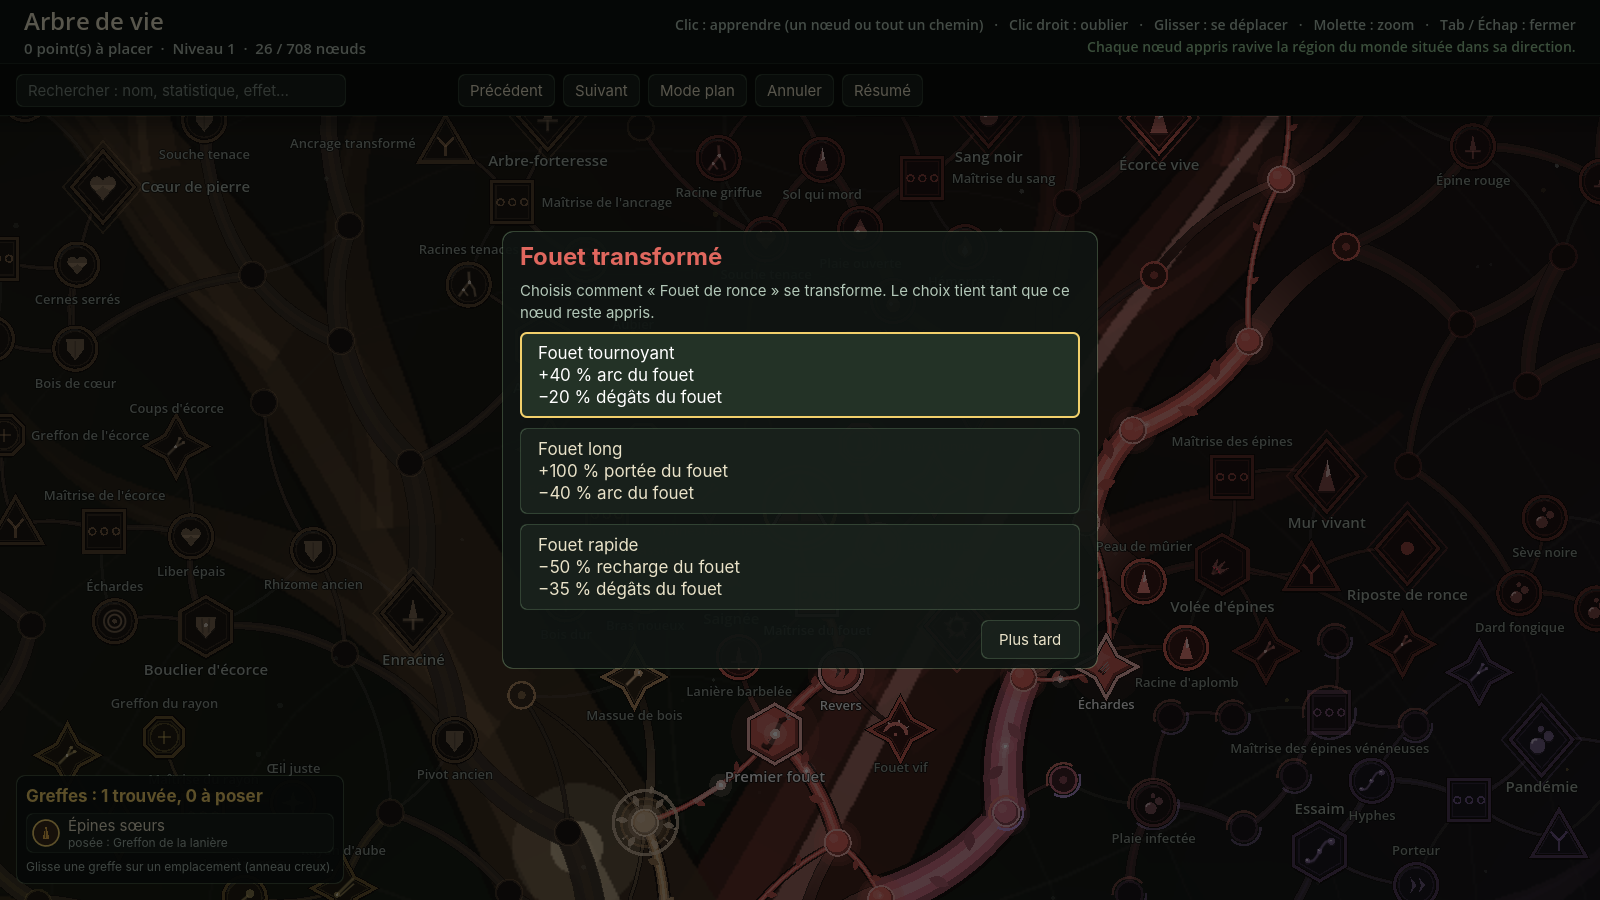 Arbre de vie
0 point(s) à placer · Niveau 1 · 26 / 708 nœuds
Clic : apprendre (un nœud ou tout un chemin) · Clic droit : oublier · Glisser : se déplacer · Molette : zoom · Tab / Échap : fermer
Chaque nœud appris ravive la région du monde située dans sa direction.
Rechercher : nom, statistique, effet...
Précédent
Suivant
Mode plan
Annuler
Résumé
Souche tenace
Ancrage transformé
Arbre-forteresse
Sang noir
Écorce vive
Cœur de pierre
Maîtrise de l'ancrage
Racine griffue
Sol qui mord
Maîtrise du sang
Épine rouge
Racines tenac
Cernes serrés
Bois de cœur
Coups d'écorce
Greffon de l'écorce
Maîtrise de l'écorce
Liber épais
Échardes
Rhizome ancien
Bouclier d'écorce
Enraciné
Greffon du rayon
Œil juste
Pivot ancien
Fouet transformé
Choisis comment « Fouet de ronce » se transforme. Le choix tient tant que ce
nœud reste appris.
Fouet tournoyant
+40 % arc du fouet
−20 % dégâts du fouet
Fouet long
+100 % portée du fouet
−40 % arc du fouet
Fouet rapide
−50 % recharge du fouet
−35 % dégâts du fouet
Plus tard
Maîtrise des épines
Mur vivant
Peau de mûrier
Sève noire
Volée d'épines
Riposte de ronce
Dard fongique
Racine d'aplomb
Échardes
Lanière barbelée
Revers
Massue de bois
Premier fouet
Fouet vif
Maîtrise des épines vénéneuses
Pandémie
Essaim
Hyphes
Plaie infectée
Porteur
Greffes : 1 trouvée, 0 à poser
Épines sœurs
posée : Greffon de la lanière
Glisse une greffe sur un emplacement (anneau creux).
d'aube